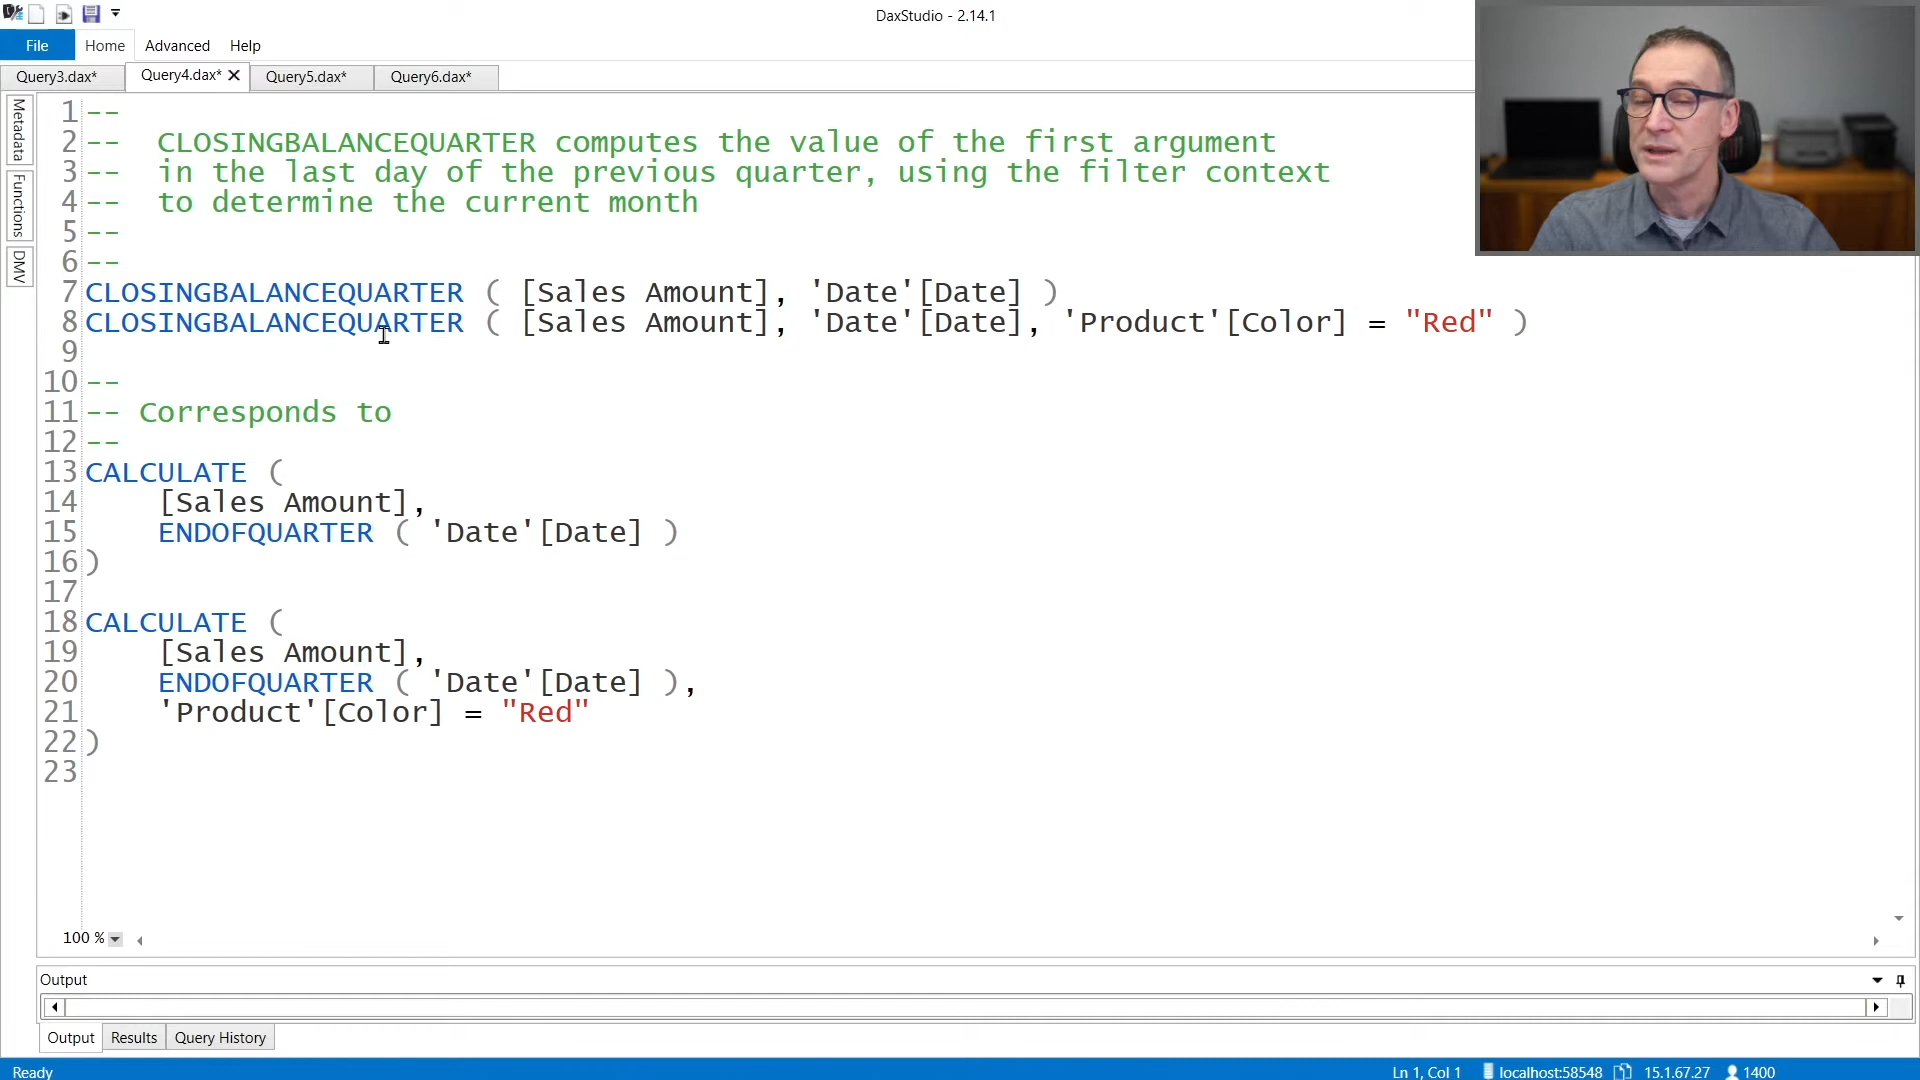 DaxStudio - 2.14.1
File Home Advanced Help
Query3.dax* Query4.dax* Query5.dax* Query6.dax*
Metadata
Functions
DMV
1 --
2 --  CLOSINGBALANCEQUARTER computes the value of the first argument
3 --  in the last day of the previous quarter, using the filter context
4 --  to determine the current month
5 --
6 --
7 CLOSINGBALANCEQUARTER ( [Sales Amount], 'Date'[Date] )
8 CLOSINGBALANCEQUARTER ( [Sales Amount], 'Date'[Date], 'Product'[Color] = "Red" )
9
10 --
11 -- Corresponds to
12 --
13 CALCULATE (
14     [Sales Amount],
15     ENDOFQUARTER ( 'Date'[Date] )
16 )
17
18 CALCULATE (
19     [Sales Amount],
20     ENDOFQUARTER ( 'Date'[Date] ),
21     'Product'[Color] = "Red"
22 )
23
100 %
Output
Output Results Query History
Ready Ln 1, Col 1 localhost:58548 15.1.67.27 1400